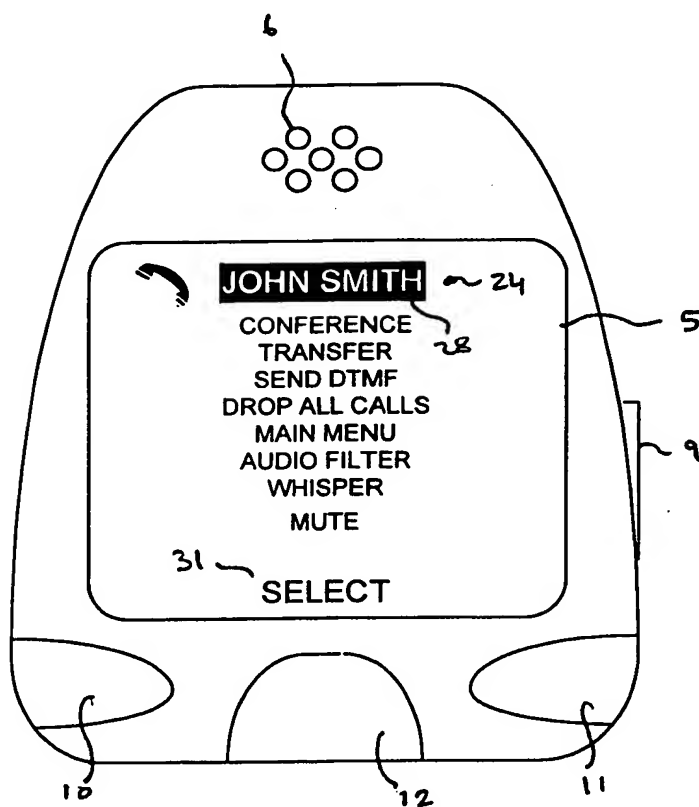 6
JOHN SMITH 24
CONFERENCE 28
TRANSFER
5
SEND DTMF
DROP ALL CALLS
MAIN MENU
9
AUDIO FILTER
WHISPER
MUTE
31
SELECT
10 12 11